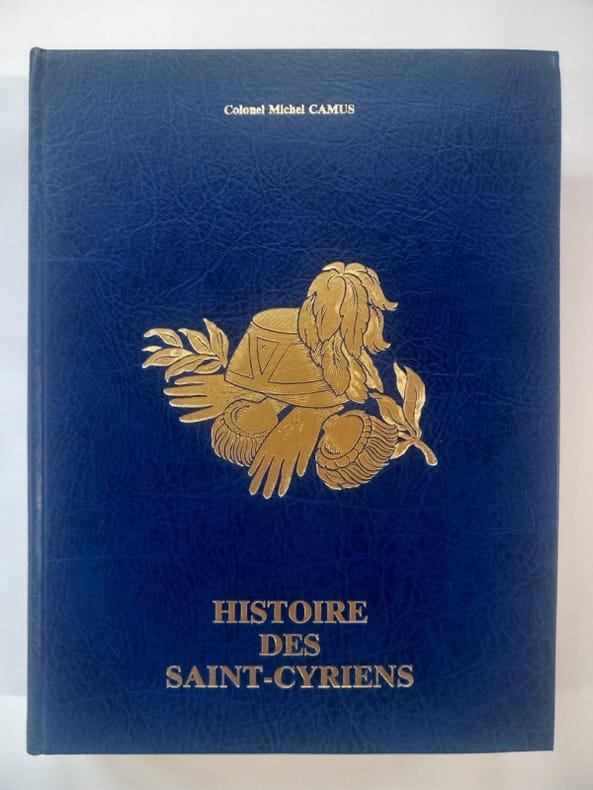 Colonel Michel CAMUS
HISTOIRE
DES
SAINT-CYRIENS